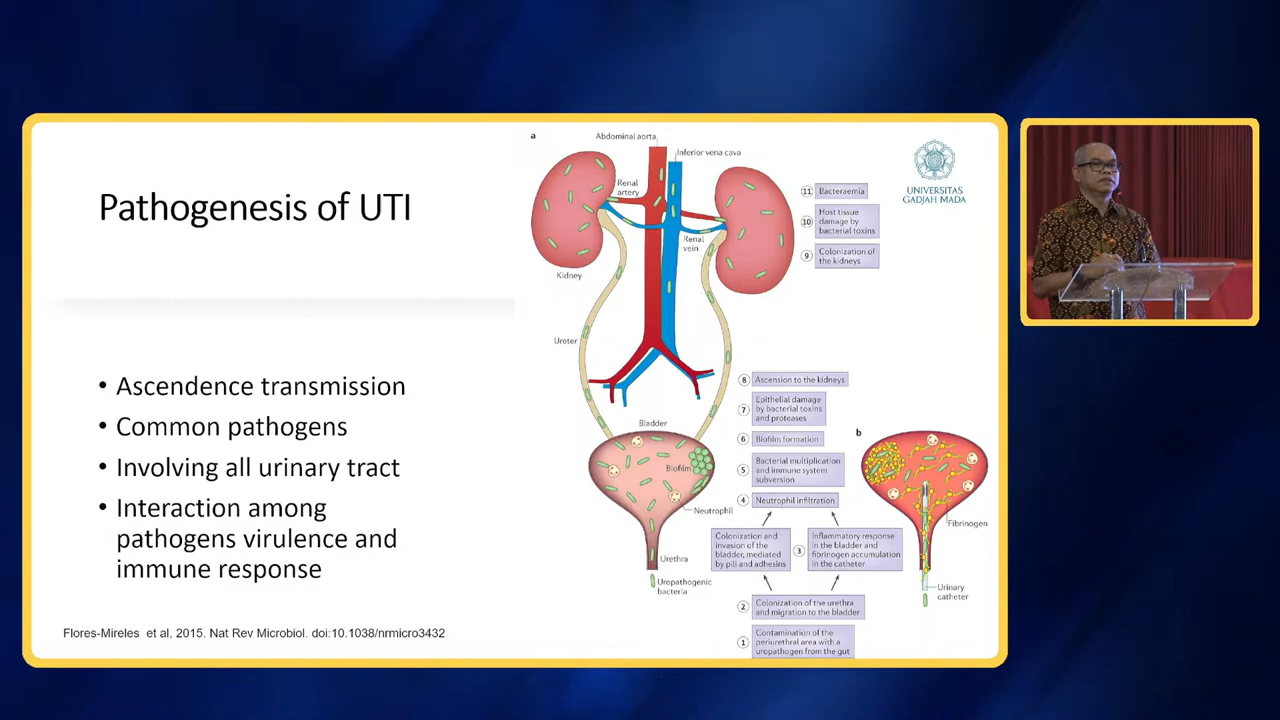 Pathogenesis of UTI
• Ascendence transmission
• Common pathogens
• Involving all urinary tract
• Interaction among
pathogens virulence and
immune response
Flores-Mireles et al, 2015. Nat Rev Microbiol. doi:10.1038/nrmicro3432
a
Abdominal aorta
Inferior vena cava
Renal
artery
Renal
vein
Kidney
Ureter
Bladder
Biofilm
Neutrophil
Urethra
Uropathogenic
bacteria
11 Bacteraemia
10 Host tissue
damage by
bacterial toxins
9 Colonization of
the kidneys
UNIVERSITAS
GADJAH MADA
8 Ascension to the kidneys
7 Epithelial damage
by bacterial toxins
and proteases
6 Biofilm formation
5 Bacterial multiplication
and immune system
subversion
4 Neutrophil infiltration
Colonization and
invasion of the
bladder, mediated
by pili and adhesins
3
Inflammatory response
in the bladder and
fibrinogen accumulation
in the catheter
2 Colonization of the urethra
and migration to the bladder
1 Contamination of the
periurethral area with a
uropathogen from the gut
b
Fibrinogen
Urinary
catheter